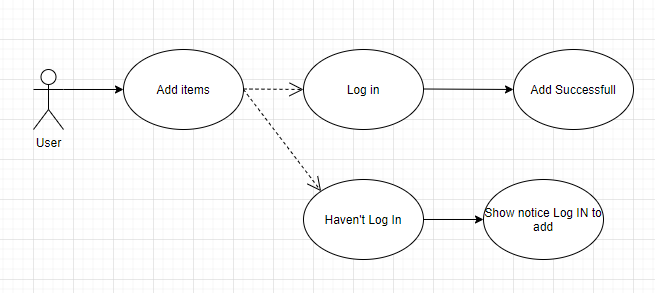 Add items
Log in
Add Successfull
User
Haven't Log In
Show notice Log IN to
add